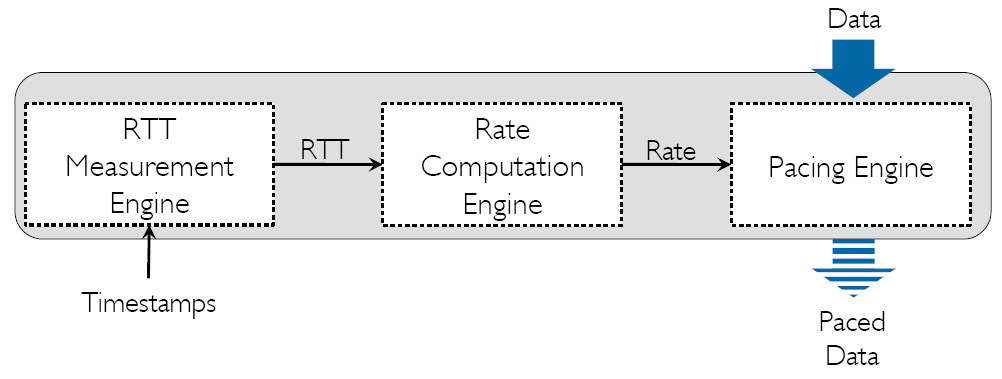 Data
RTT
Measurement
Engine
RTT
Rate
Computation
Engine
Rate
Pacing Engine
Timestamps
Paced
Data